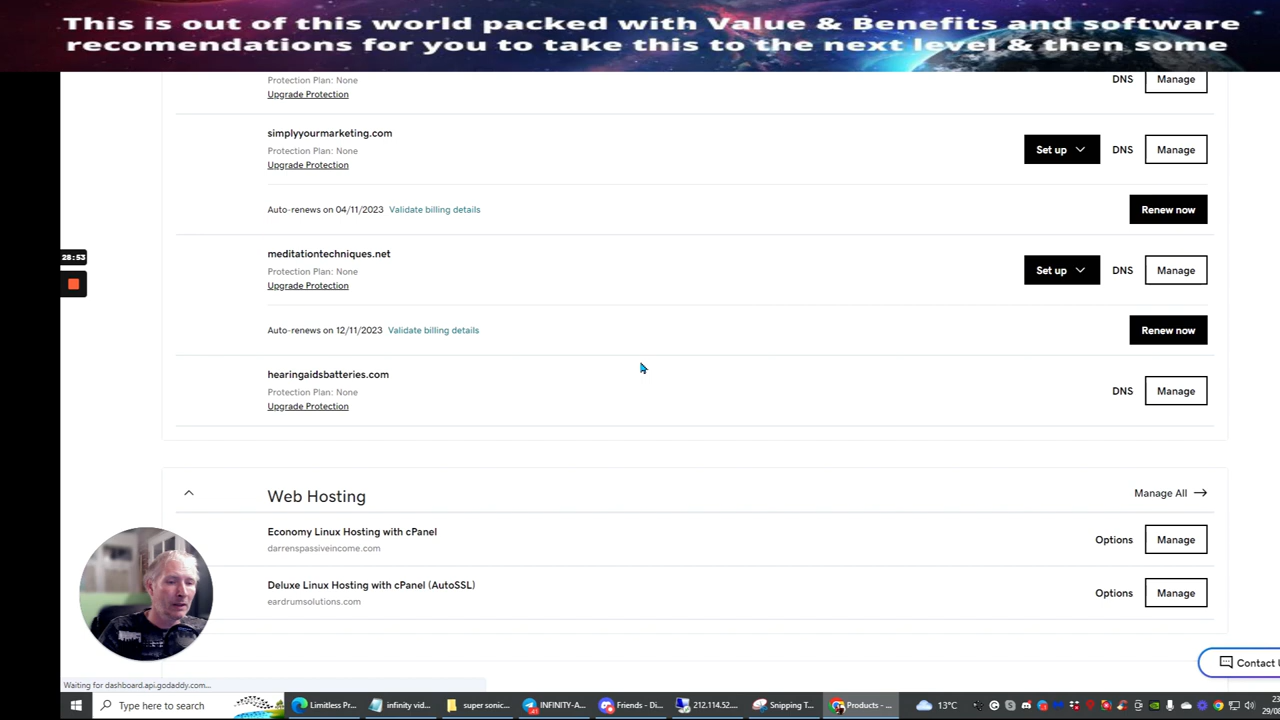 This is out of this world packed with Value & Benefits and software
recomendations for you to take this to the next level & then some
Protection Plan: None
Upgrade Protection
DNS
Manage
simplyyourmarketing.com
Protection Plan: None
Upgrade Protection
Set up
DNS
Manage
Auto-renews on 04/11/2023 Validate billing details
Renew now
28:53
meditationtechniques.net
Protection Plan: None
Upgrade Protection
Set up
DNS
Manage
Auto-renews on 12/11/2023 Validate billing details
Renew now
hearingaidsbatteries.com
Protection Plan: None
Upgrade Protection
DNS
Manage
Web Hosting
Manage All
Economy Linux Hosting with cPanel
darrenspassiveincome.com
Options
Manage
Deluxe Linux Hosting with cPanel (AutoSSL)
eardrumsolutions.com
Options
Manage
Contact
Waiting for dashboard.api.godaddy.com...
Type here to search
Limitless Pr...
infinity vid...
super sonic...
INFINITY-A...
Friends - Di...
212.114.52....
Snipping T...
Products - ...
13°C